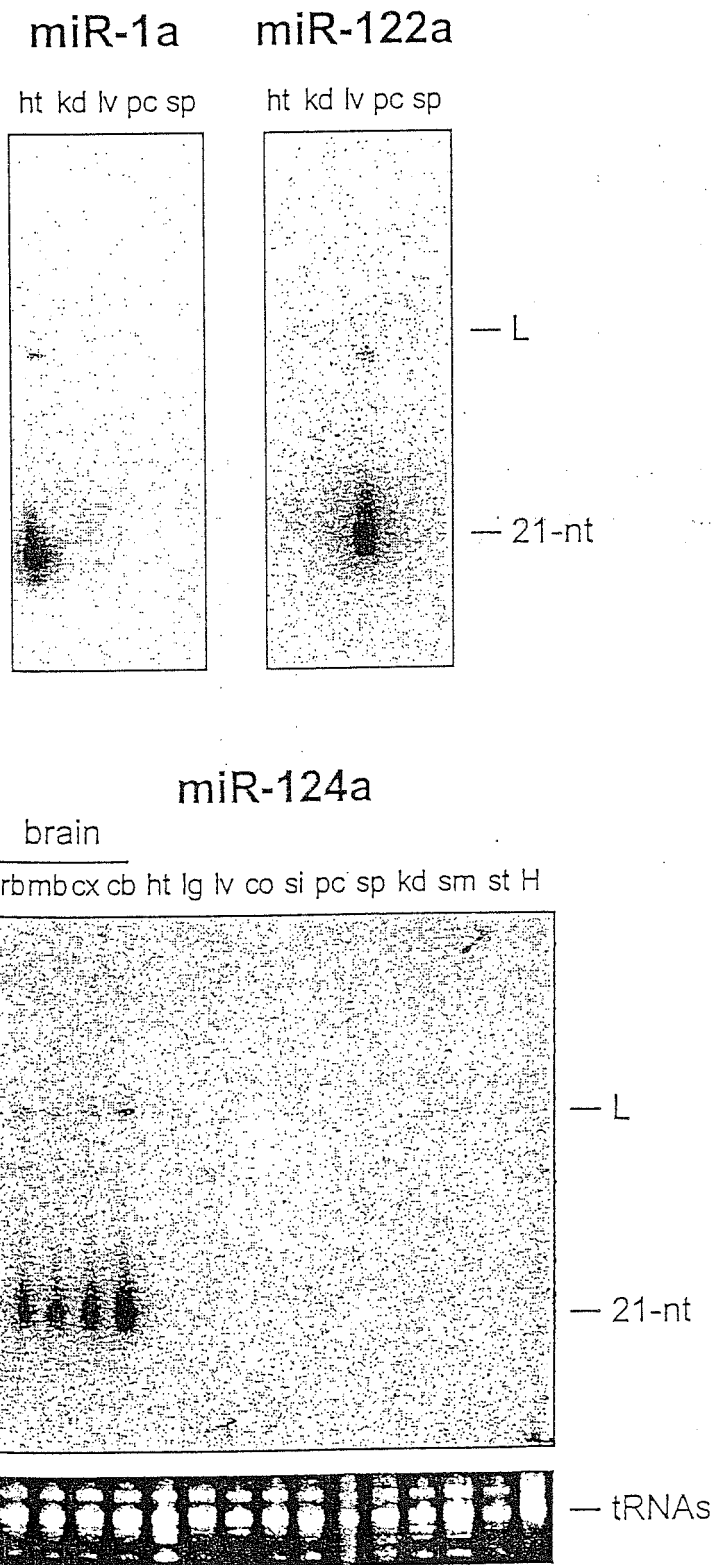 miR-1a miR-122a
ht kd lv pc sp ht kd lv pc sp
L
21-nt
miR-124a
brain
rb mb cx cb ht lg lv co si pc sp kd sm st H
L
21-nt
tRNAs